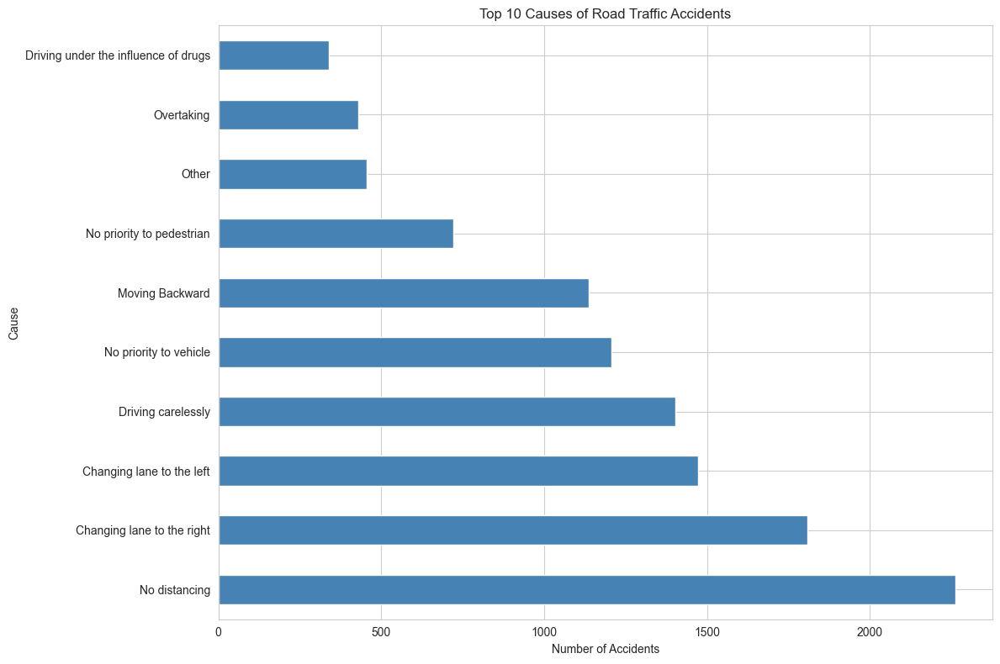 Top 10 Causes of Road Traffic Accidents
Driving under the influence of drugs
Overtaking
Other
No priority to pedestrian
Moving Backward
No priority to vehicle
Driving carelessly
Changing lane to the left
Changing lane to the right
No distancing
Cause
0 500 1000 1500 2000
Number of Accidents